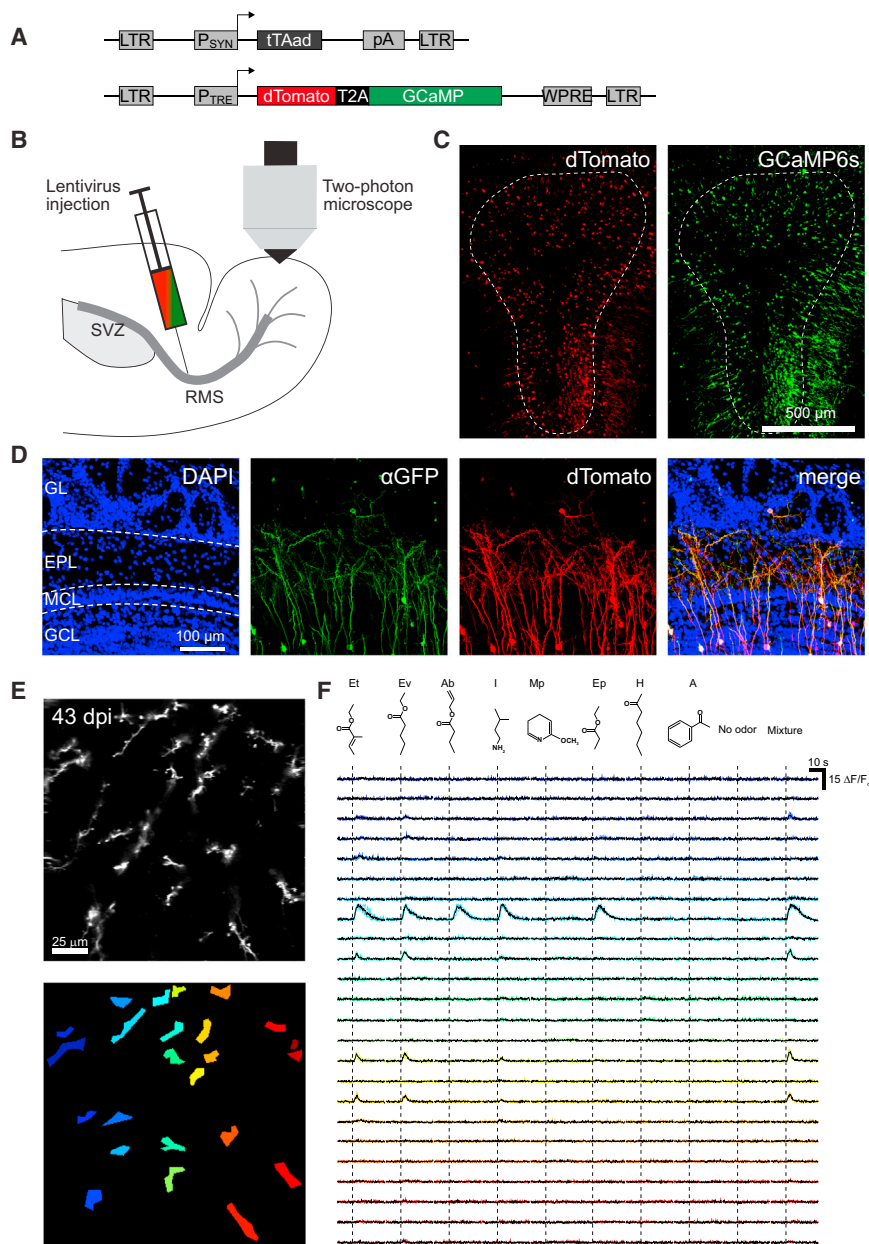 A
LTR PSYN tTAad pA LTR
LTR PTRE dTomato T2A GCaMP WPRE LTR
B
Lentivirus injection
Two-photon microscope
SVZ
RMS
C
dTomato
GCaMP6s
500 µm
D
DAPI
GL
EPL
MCL
GCL
100 µm
αGFP
dTomato
merge
E
43 dpi
25 µm
F
Et Ev Ab I Mp Ep H A No odor Mixture
O
O
O
O
O
O
NH2
N
OCH3
O
O
O
O
10 s
15 ΔF/F0